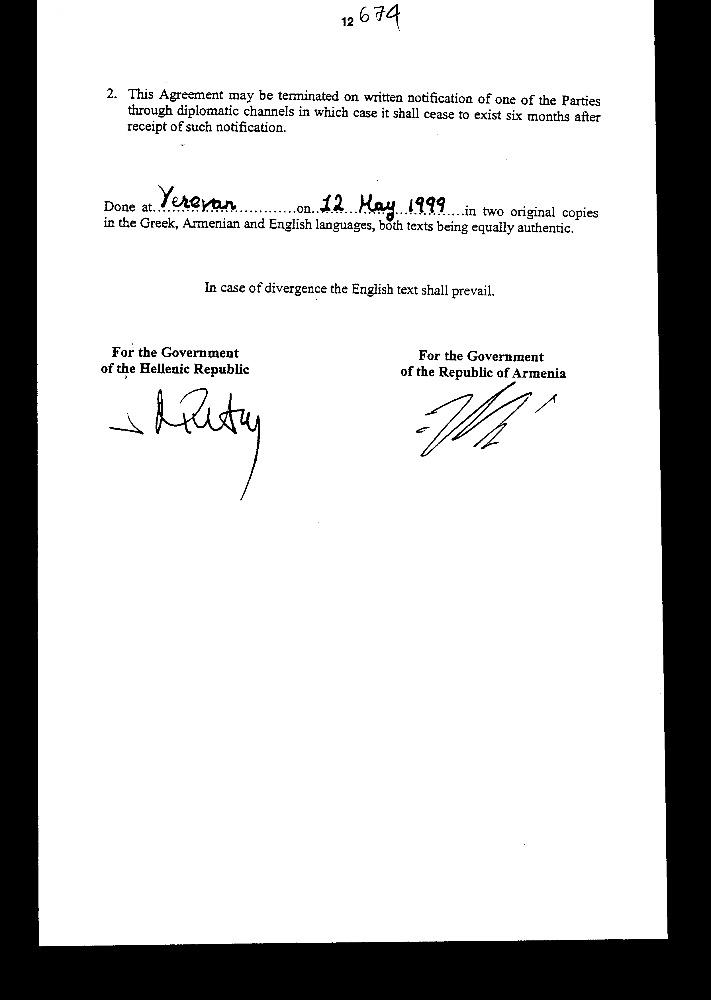 12 674
2. This Agreement may be terminated on written notification of one of the Parties
through diplomatic channels in which case it shall cease to exist six months after
receipt of such notification.
Done at Yerevan on 12 May 1999 in two original copies
in the Greek, Armenian and English languages, both texts being equally authentic.
In case of divergence the English text shall prevail.
For the Government
of the Hellenic Republic
For the Government
of the Republic of Armenia